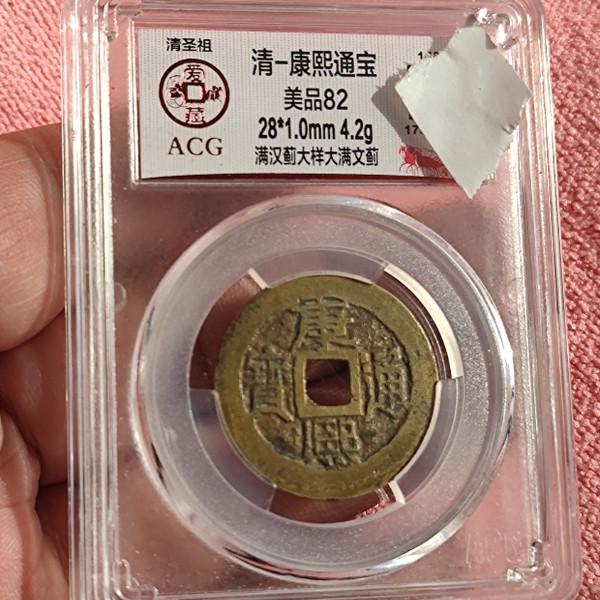 清圣祖
清-康熙通宝
美品82
28*1.0mm 4.2g
满汉蓟大样大满文蓟
爱藏
ACG
康熙通寶